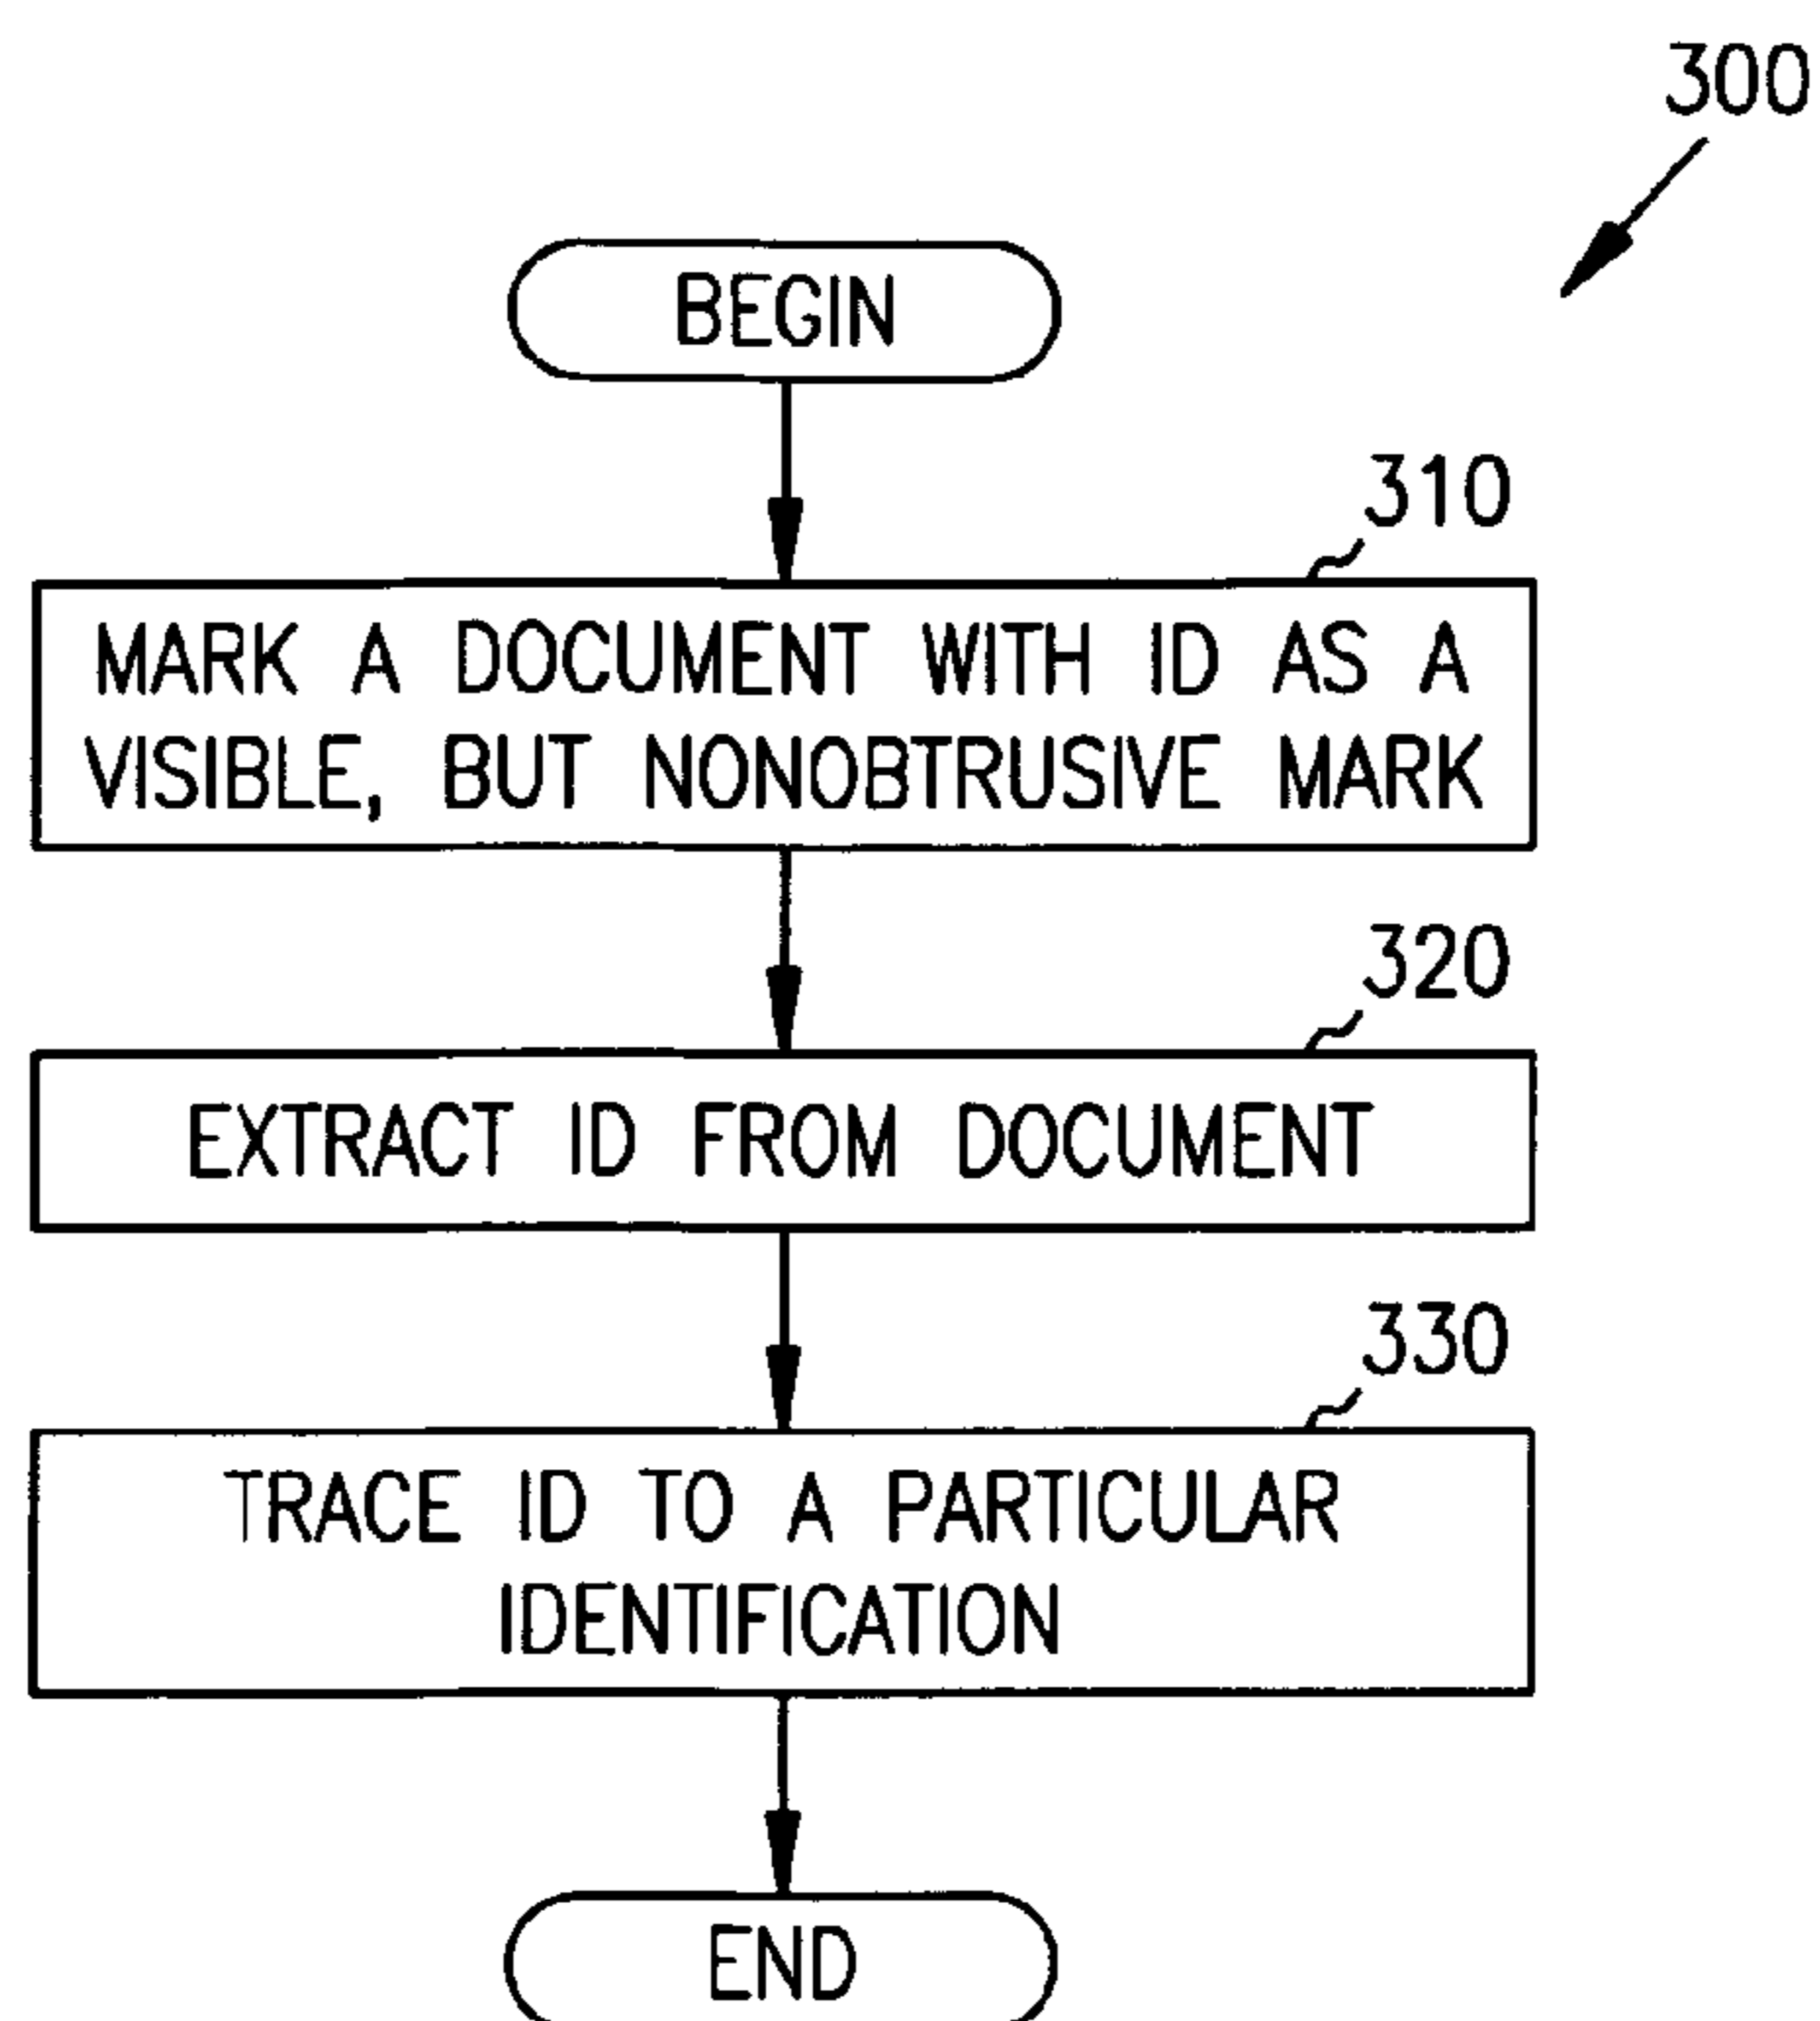 300
BEGIN
310
MARK A DOCUMENT WITH ID AS A
VISIBLE, BUT NONOBTRUSIVE MARK
320
EXTRACT ID FROM DOCUMENT
330
TRACE ID TO A PARTICULAR
IDENTIFICATION
END